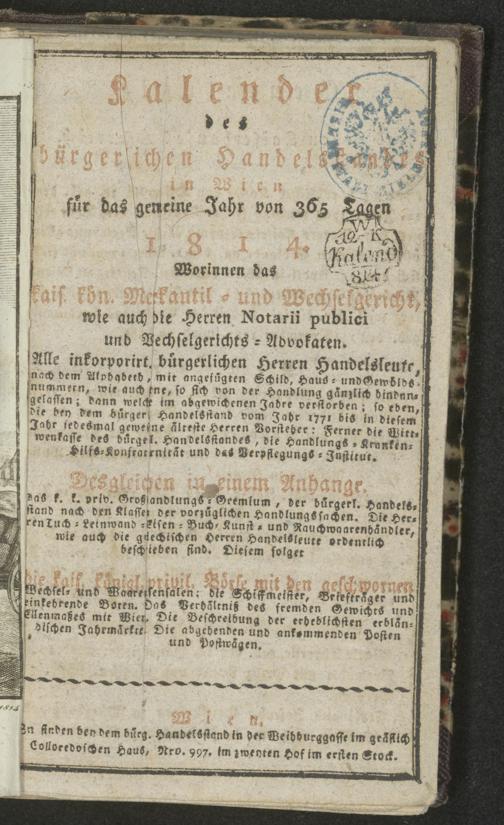 Kalender
des
bürgerlichen Handelsstandes
in Wien
für das gemeine Jahr von 365 Tagen
1814.
Worinnen das
kais. kön. Merkantil- und Wechselgericht,
wie auch die Herren Notarii publici
und Wechselgerichts-Advokaten.
Alle inkorporirt. bürgerlichen Herren Handelsleute,
nach dem Alphabeth, mit angefügten Schild, Haus- und Gewölbs-
nummern, wie auch jene, so sich von der Handlung gänzlich hindan-
gelassen; dann welche im abgewichenen Jahre verstorben; so eben,
die bey dem bürgerl. Handelsstand vom Jahr 1771 bis in diesem
Jahr jedesmal gewesene älteste Herren Vorsteher: Ferner die Witt-
wenkasse des bürgerl. Handelsstandes, die Handlungs-Kranken-
Hilfs-Konfraternität und das Verpflegungs-Institut.
Desgleichen in einem Anhange.
Das k. k. priv. Großhandlungs-Gremium, der bürgerl. Handels-
stand nach den Klassen der vorzüglichen Handlungssachen. Die Her-
ren Tuch-Leinwand-Eisen-Buch-Kunst- und Rauchwaarenhändler,
wie auch die griechischen Herren Handelsleute ordentlich
beschrieben sind. Diesem folget
die kais. königl. privil. Börse mit den geschwornen
Wechsel- und Waarensensalen; die Schiffmeister, Briefträger und
einkehrende Boten. Das Verhältniß des fremden Gewichts und
Ellenmaßes mit Wien. Die Beschreibung der erheblichsten erblän-
dischen Jahrmärkte. Die abgehenden und ankommenden Posten
und Postwägen.
Wien,
Zu finden bey dem bürg. Handelsstand in der Weihburggasse im gräflich
Colloredoischen Haus, Nro. 997. im zweyten Hof im ersten Stock.
W
12 K
Kalend
1814
1814